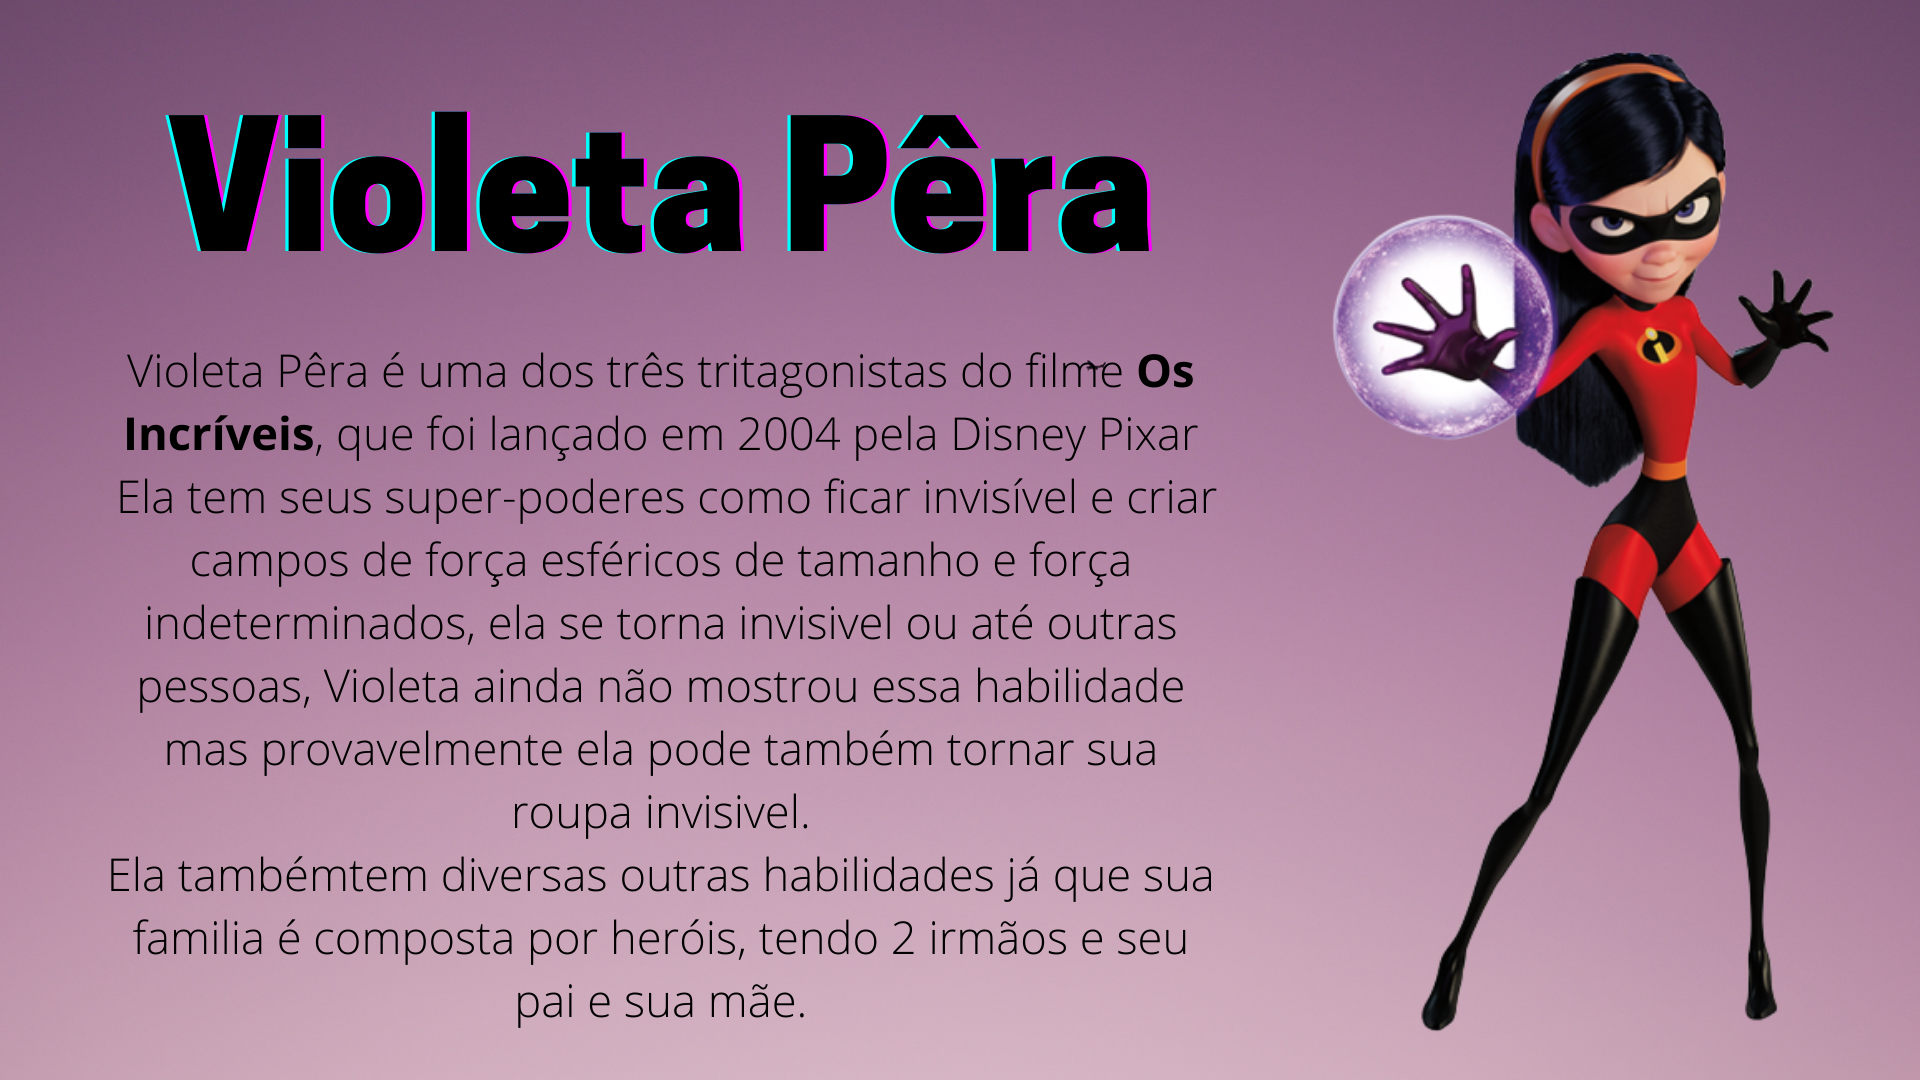 Violeta Pêra
Violeta Pêra é uma dos três tritagonistas do filme Os
Incríveis, que foi lançado em 2004 pela Disney Pixar
Ela tem seus super-poderes como ficar invisível e criar
campos de força esféricos de tamanho e força
indeterminados, ela se torna invisivel ou até outras
pessoas, Violeta ainda não mostrou essa habilidade
mas provavelmente ela pode também tornar sua
roupa invisivel.
Ela tambémtem diversas outras habilidades já que sua
familia é composta por heróis, tendo 2 irmãos e seu
pai e sua mãe.